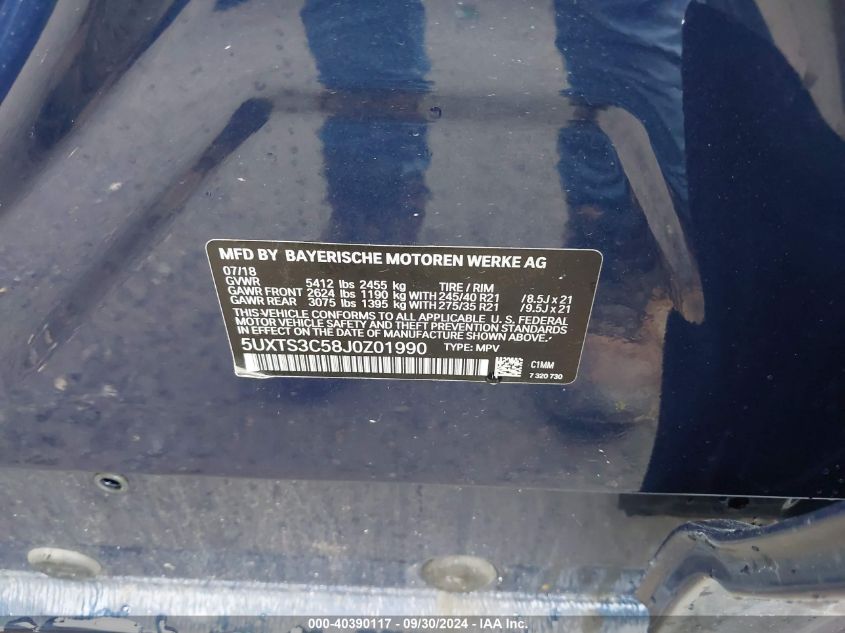 MFD BY BAYERISCHE MOTOREN WERKE AG
07/18
GVWR 5412 lbs 2455 kg TIRE / RIM
GAWR FRONT 2624 lbs 1190 kg WITH 245/40 R21 /8.5J x 21
GAWR REAR 3075 lbs 1395 kg WITH 275/35 R21 /9.5J x 21
THIS VEHICLE CONFORMS TO ALL APPLICABLE U. S. FEDERAL
MOTOR VEHICLE SAFETY, BUMPER, AND THEFT PREVENTION STANDARDS
IN EFFECT ON THE DATE OF MANUFACTURE SHOWN ABOVE.
5UXTS3C58J0Z01990 TYPE: MPV
C1MM
7 320 730
000-40390117 - 09/30/2024 - IAA Inc.